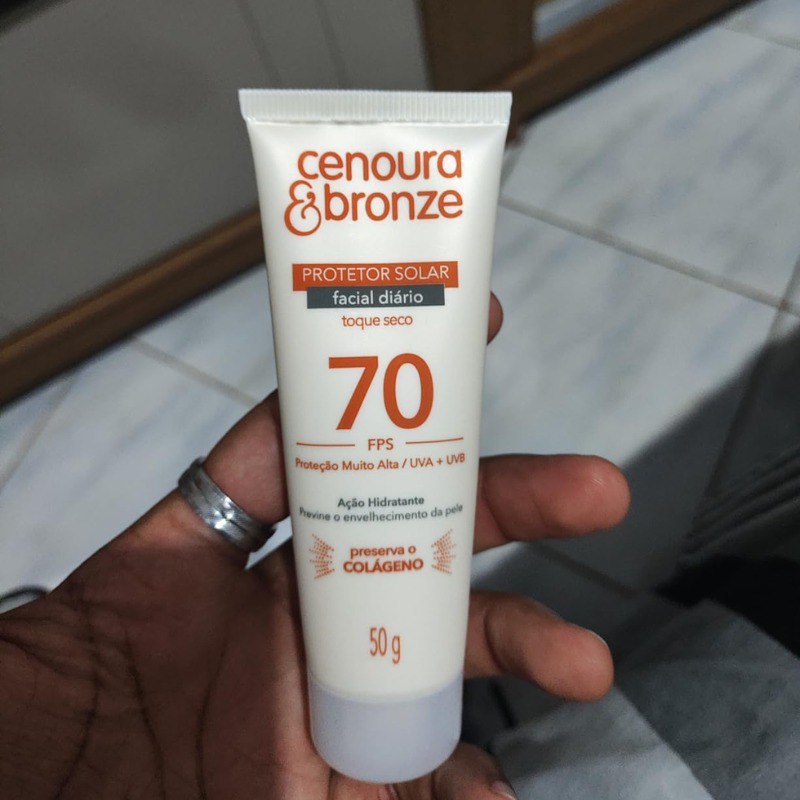 cenoura
&bronze
PROTETOR SOLAR
facial diário
toque seco
70
FPS
Proteção Muito Alta / UVA + UVB
Ação Hidratante
Previne o envelhecimento da pele
preserva o
COLÁGENO
50 g